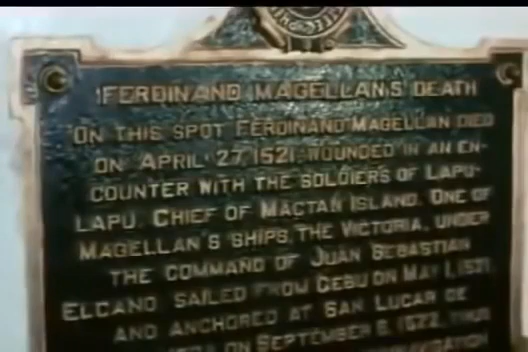 FERDINAND MAGELLAN'S DEATH
ON THIS SPOT FERDINAND MAGELLAN DIED
ON APRIL 27, 1521, WOUNDED IN AN EN-
COUNTER WITH THE SOLDIERS OF LAPU-
LAPU, CHIEF OF MACTAN ISLAND. ONE OF
MAGELLAN'S SHIPS, THE VICTORIA, UNDER
THE COMMAND OF JUAN SEBASTIAN
ELCANO SAILED FROM CEBU ON MAY 1, 1521
AND ANCHORED AT SAN LUCAR DE
ON SEPTEMBER 6, 1522, THUS